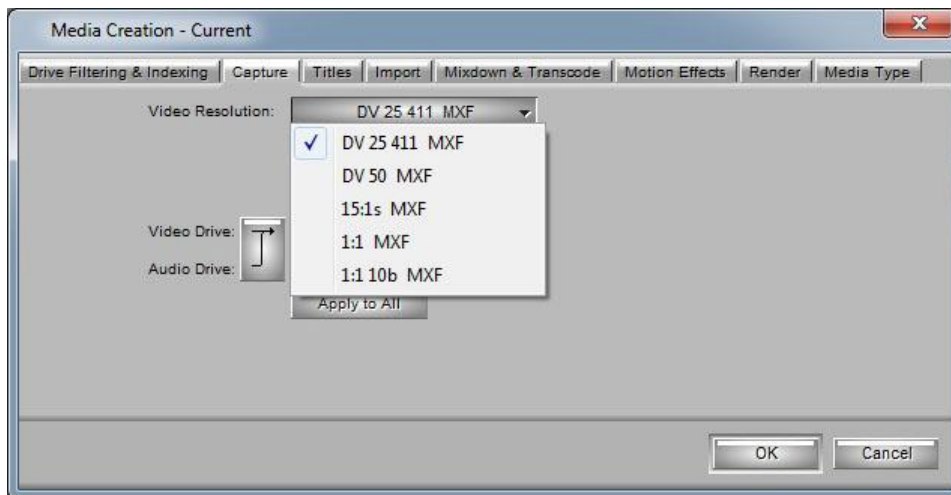 Media Creation - Current
Drive Filtering & Indexing Capture Titles Import Mixdown & Transcode Motion Effects Render Media Type
Video Resolution: DV 25 411 MXF
DV 25 411 MXF
DV 50 MXF
15:1s MXF
1:1 MXF
1:1 10b MXF
Video Drive:
Audio Drive:
Apply to All
OK Cancel